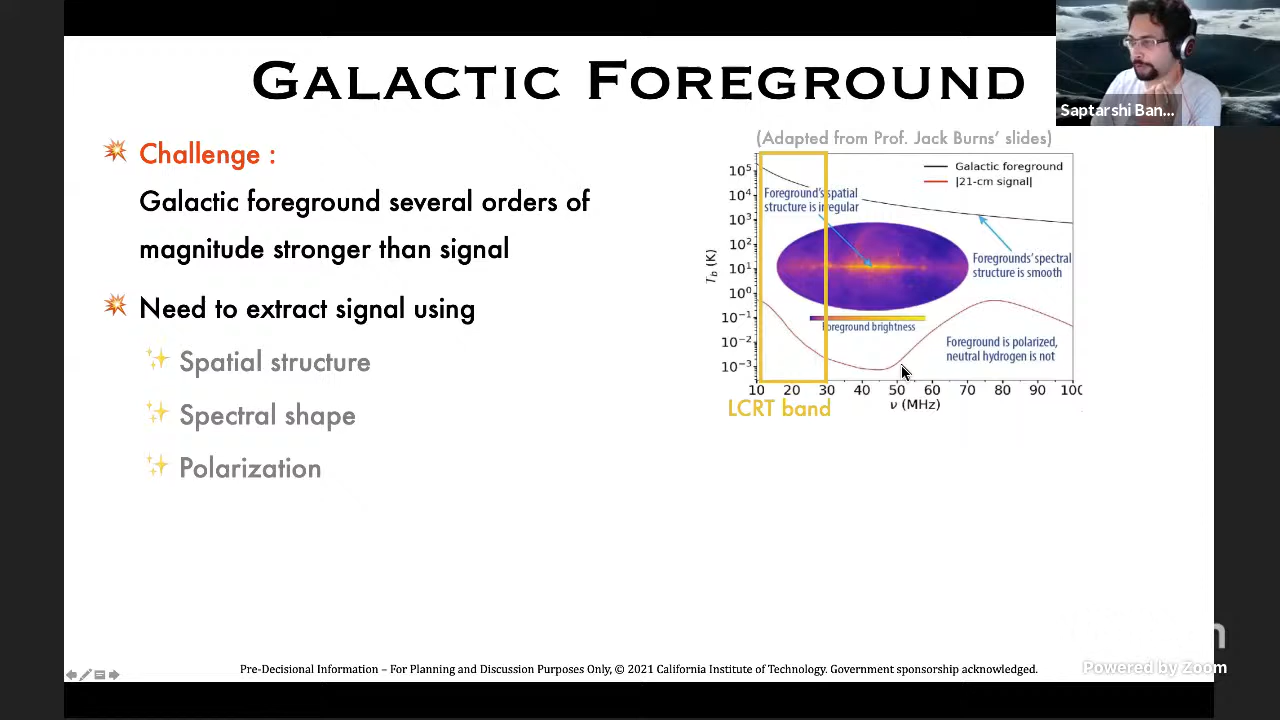 GALACTIC FOREGROUND
Saptarshi Ban...
Challenge :
Galactic foreground several orders of
magnitude stronger than signal
Need to extract signal using
Spatial structure
Spectral shape
Polarization
(Adapted from Prof. Jack Burns' slides)
Galactic foreground
|21-cm signal|
Foreground's spatial
structure is irregular
Foregrounds' spectral
structure is smooth
Foreground brightness
Foreground is polarized,
neutral hydrogen is not
T_b (K)
10⁵
10⁴
10³
10²
10¹
10⁰
10⁻¹
10⁻²
10⁻³
10 20 30 40 50 60 70 80 90
ν (MHz)
LCRT band
Pre-Decisional Information – For Planning and Discussion Purposes Only, © 2021 California Institute of Technology. Government sponsorship acknowledged.
Powered by Zoom